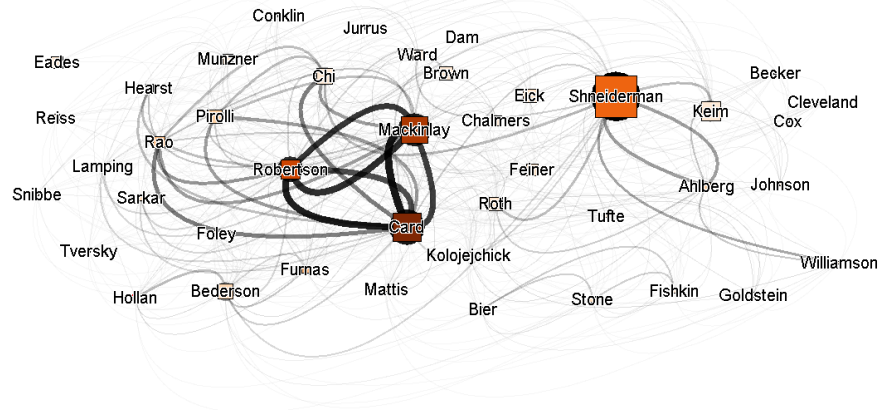 Conklin
Jurrus
Dam
Ward
Eades
Munzner
Chi
Brown
Becker
Hearst
Eick
Shneiderman
Cleveland
Reiss
Pirolli
Mackinlay
Chalmers
Keim
Cox
Rao
Lamping
Robertson
Feiner
Snibbe
Sarkar
Roth
Ahlberg
Johnson
Foley
Card
Tufte
Tversky
Furnas
Kolojejchick
Williamson
Hollan
Bederson
Mattis
Bier
Stone
Fishkin
Goldstein